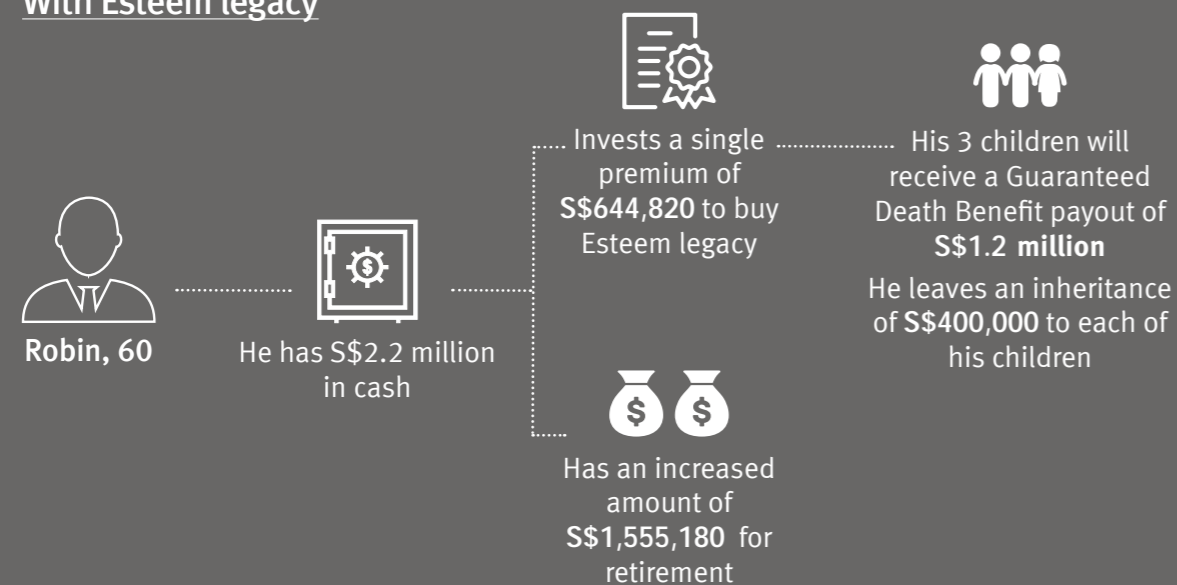 With Esteem legacy
Robin, 60
He has S$2.2 million
in cash
Invests a single
premium of
S$644,820 to buy
Esteem legacy
His 3 children will
receive a Guaranteed
Death Benefit payout of
S$1.2 million
He leaves an inheritance
of S$400,000 to each of
his children
Has an increased
amount of
S$1,555,180 for
retirement